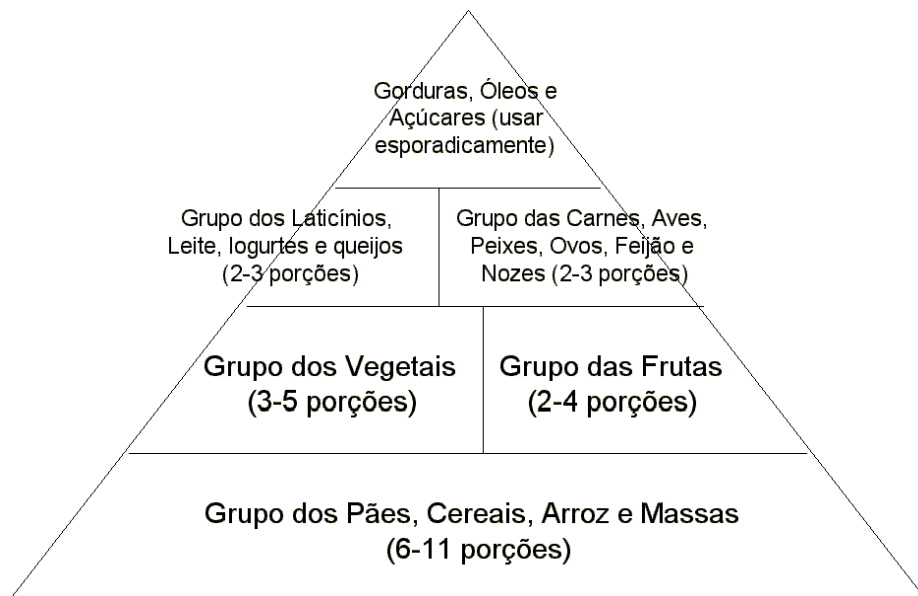 Gorduras, Óleos e
Açúcares (usar
esporadicamente)
Grupo dos Laticínios,
Leite, Iogurtes e queijos
(2-3 porções)
Grupo das Carnes, Aves,
Peixes, Ovos, Feijão e
Nozes (2-3 porções)
Grupo dos Vegetais
(3-5 porções)
Grupo das Frutas
(2-4 porções)
Grupo dos Pães, Cereais, Arroz e Massas
(6-11 porções)